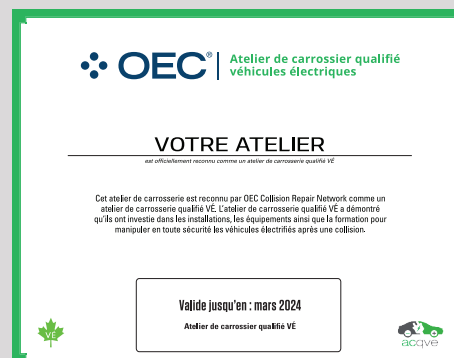 OEC® Atelier de carrossier qualifié
véhicules électriques
VOTRE ATELIER
est officiellement reconnu comme un atelier de carrosserie qualifié VÉ
Cet atelier de carrosserie est reconnu par OEC Collision Repair Network comme un
atelier de carrosserie qualifié VÉ. L'atelier de carrosserie qualifié VÉ a démontré
qu'ils ont investie dans les installations, les équipements ainsi que la formation pour
manipuler en toute sécurité les véhicules électrifiés après une collision.
Valide jusqu'en : mars 2024
Atelier de carrossier qualifié VÉ
VÉ
acqve